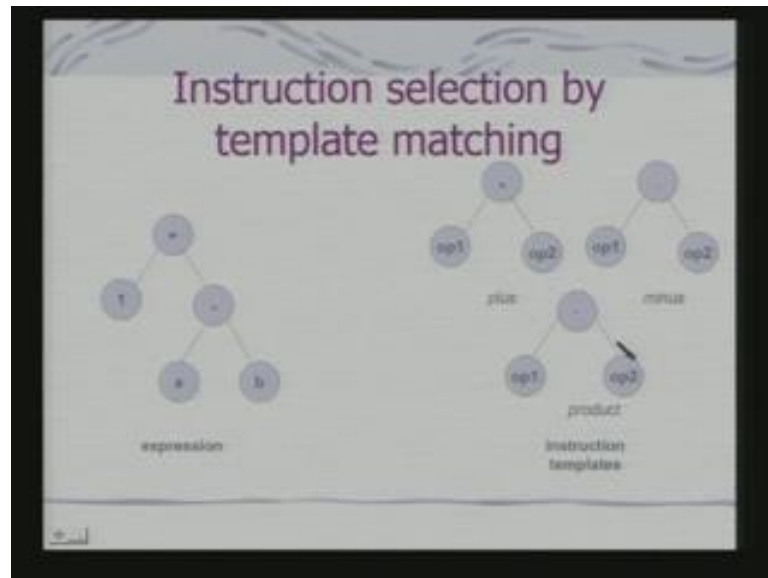 Instruction selection by
template matching
op1 op2 op1 op2
plus minus
a b
op1 op2
product
expression
instruction
templates